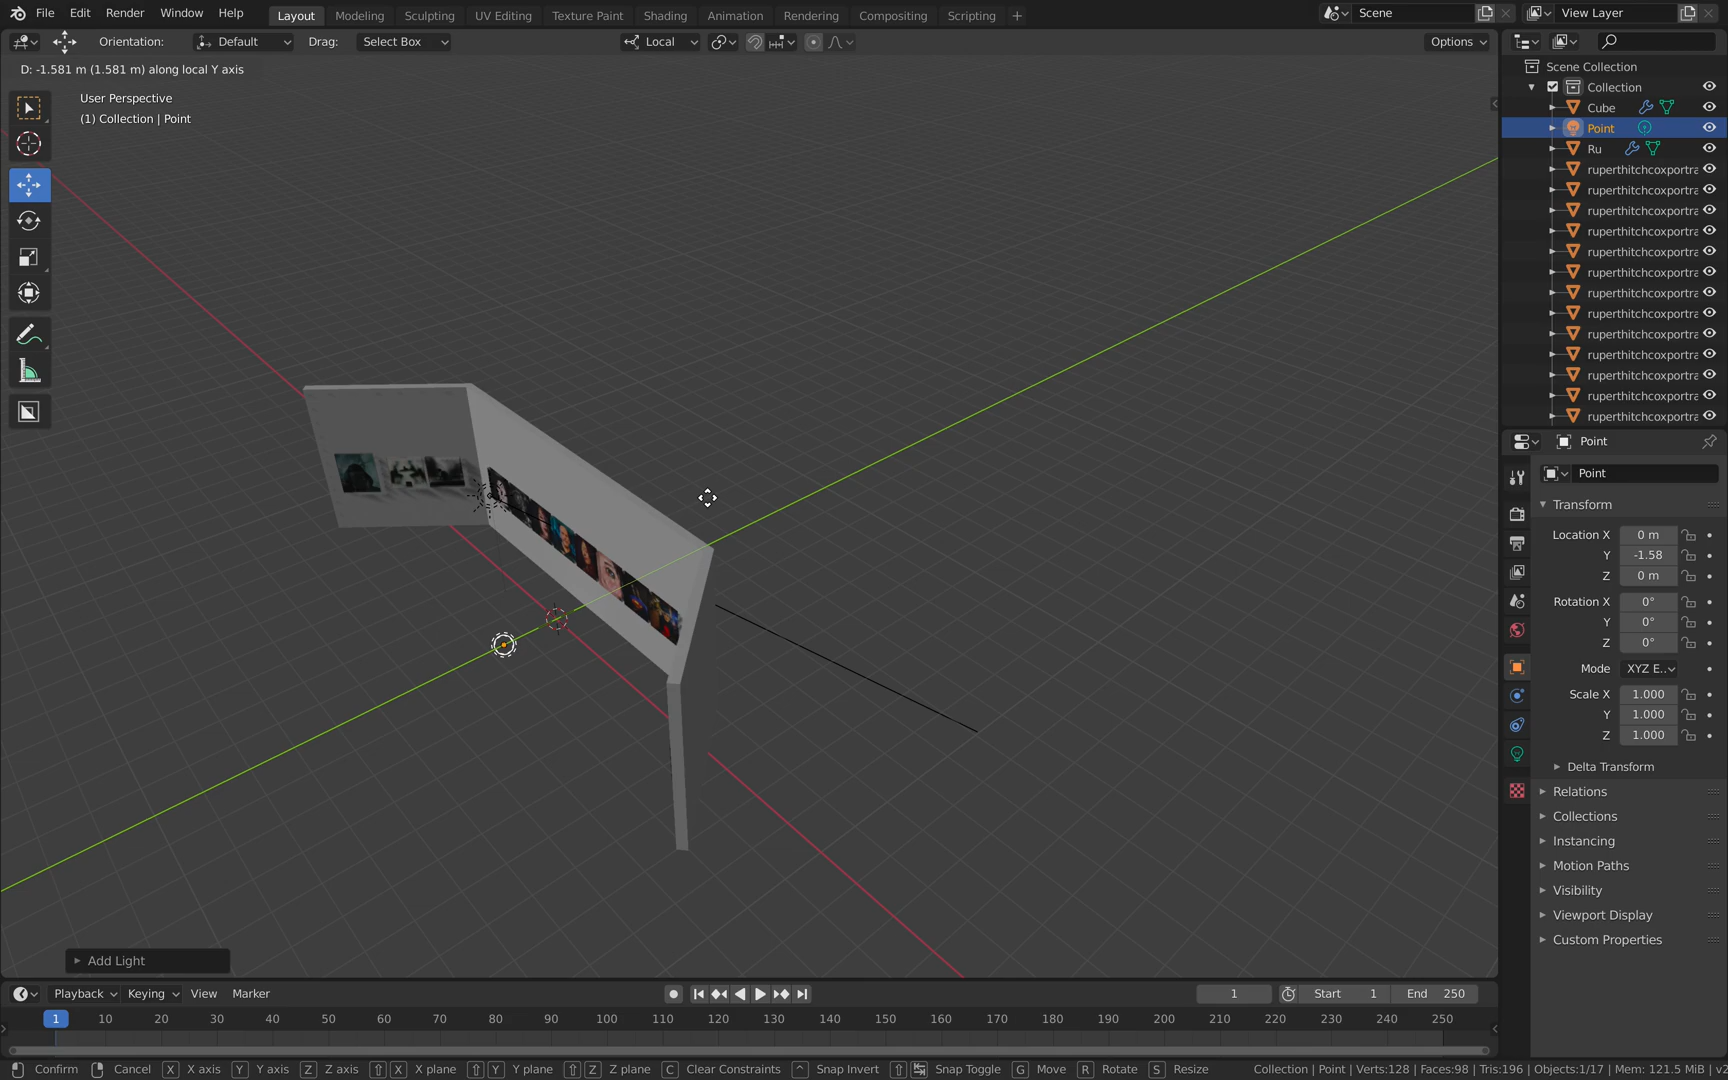 File Edit Render Window Help Layout Modeling Sculpting UV Editing Texture Paint Shading Animation Rendering Compositing Scripting + Scene View Layer
Orientation: Default Drag: Select Box Local Options
D: -1.581 m (1.581 m) along local Y axis
User Perspective
(1) Collection | Point
Scene Collection
Collection
Cube
Point
Ru
ruperthitchcoxportra
ruperthitchcoxportra
ruperthitchcoxportra
ruperthitchcoxportra
ruperthitchcoxportra
ruperthitchcoxportra
ruperthitchcoxportra
ruperthitchcoxportra
ruperthitchcoxportra
ruperthitchcoxportra
ruperthitchcoxportra
ruperthitchcoxportra
ruperthitchcoxportra
Point
Point
Transform
Location X 0 m
Y -1.58
Z 0 m
Rotation X 0°
Y 0°
Z 0°
Mode XYZ E..
Scale X 1.000
Y 1.000
Z 1.000
Delta Transform
Relations
Collections
Instancing
Motion Paths
Visibility
Viewport Display
Custom Properties
Add Light
Playback Keying View Marker 1 Start 1 End 250
1 10 20 30 40 50 60 70 80 90 100 110 120 130 140 150 160 170 180 190 200 210 220 230 240 250
Confirm Cancel X X axis Y Y axis Z Z axis X X plane Y Y plane Z Z plane C Clear Constraints Snap Invert Snap Toggle G Move R Rotate S Resize Collection | Point | Verts:128 | Faces:98 | Tris:196 | Objects:1/17 | Mem: 121.5 MiB | v2